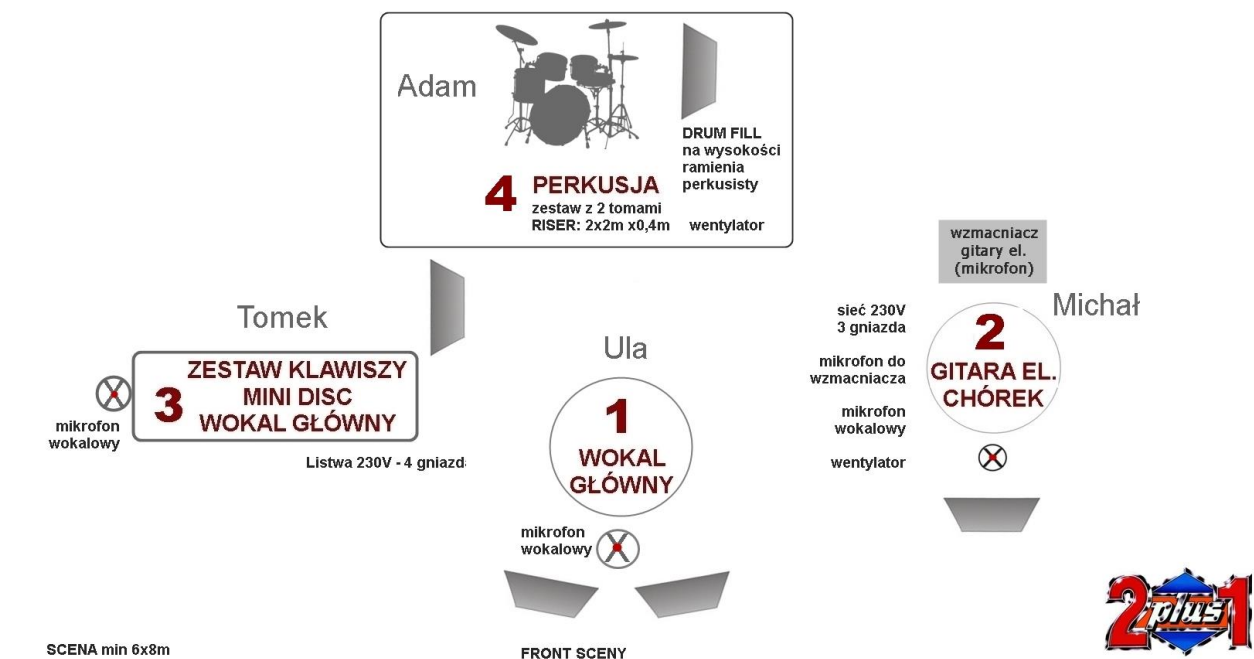 Adam
DRUM FILL
na wysokości
ramienia
perkusisty
4
PERKUSJA
zestaw z 2 tomami
RISER: 2x2m x0,4m
wentylator
wzmacniacz
gitary el.
(mikrofon)
Michał
sieć 230V
3 gniazda
mikrofon do
wzmacniacza
mikrofon
wokalowy
wentylator
2
GITARA EL.
CHÓREK
Tomek
3
ZESTAW KLAWISZY
MINI DISC
WOKAL GŁÓWNY
mikrofon
wokalowy
Listwa 230V - 4 gniazda
Ula
1
WOKAL
GŁÓWNY
mikrofon
wokalowy
SCENA min 6x8m
FRONT SCENY
2 plus 1